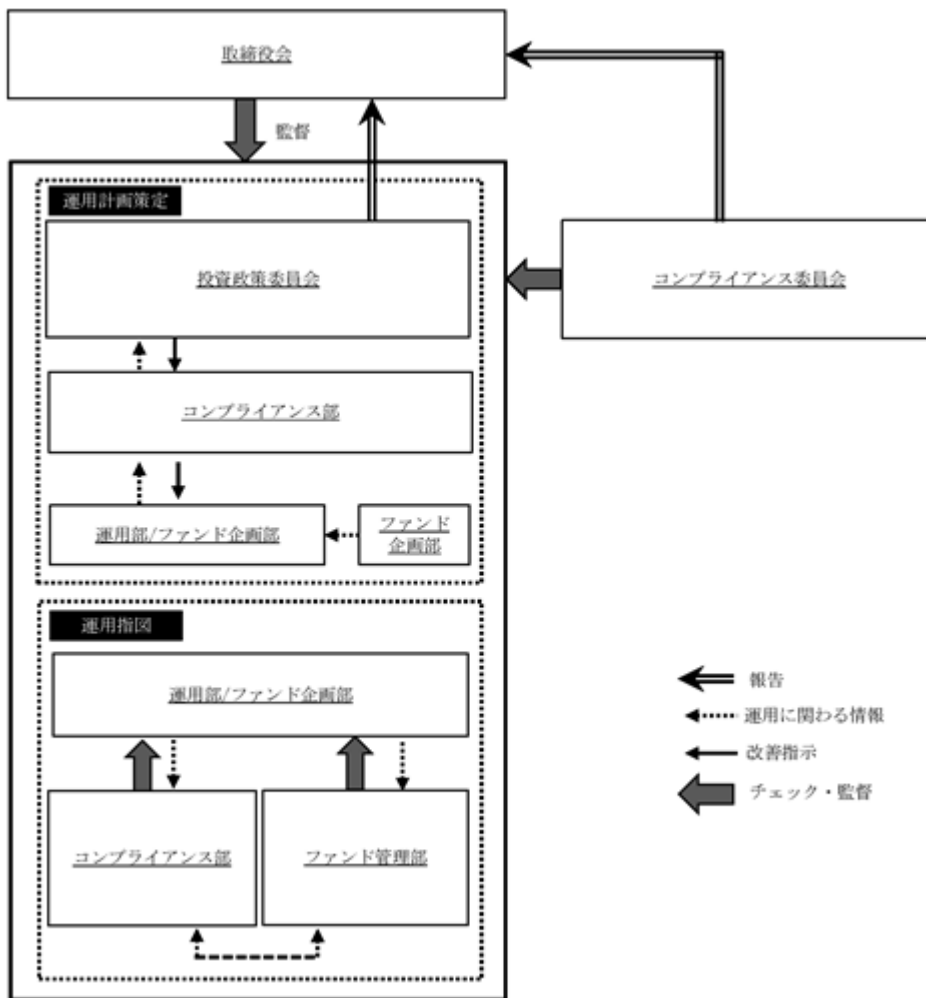 取締役会
監督
運用計画策定
投資政策委員会
コンプライアンス委員会
コンプライアンス部
運用部/ファンド企画部
ファンド
企画部
運用指図
運用部/ファンド企画部
報告
運用に関わる情報
改善指示
チェック・監督
コンプライアンス部
ファンド管理部